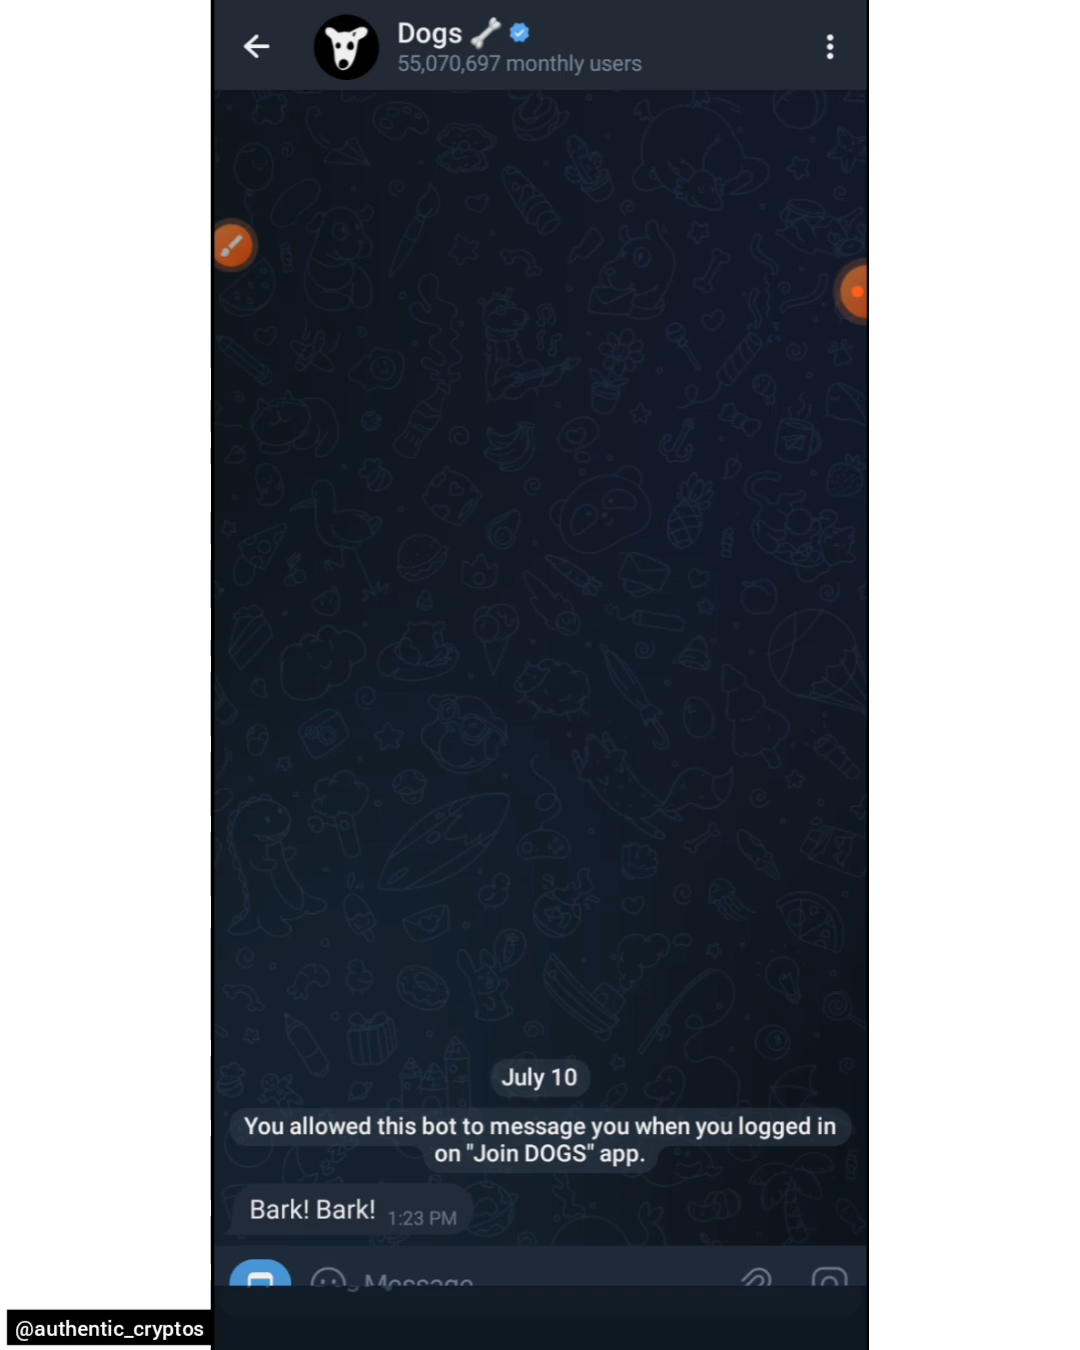 Dogs 🦴
55,070,697 monthly users
July 10
You allowed this bot to message you when you logged in
on "Join DOGS" app.
Bark! Bark! 1:23 PM
Message
@authentic_cryptos